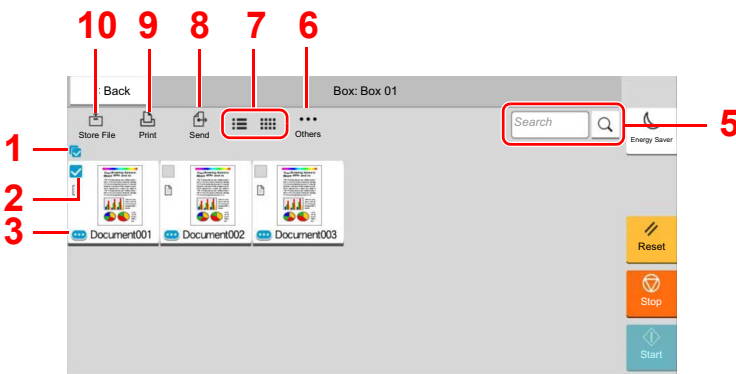 10 9 8 7 6
< Back
Box: Box 01
Store File
Print
Send
Others
Search
5
Energy Saver
1
2
3
Document001
Document002
Document003
Reset
Stop
Start